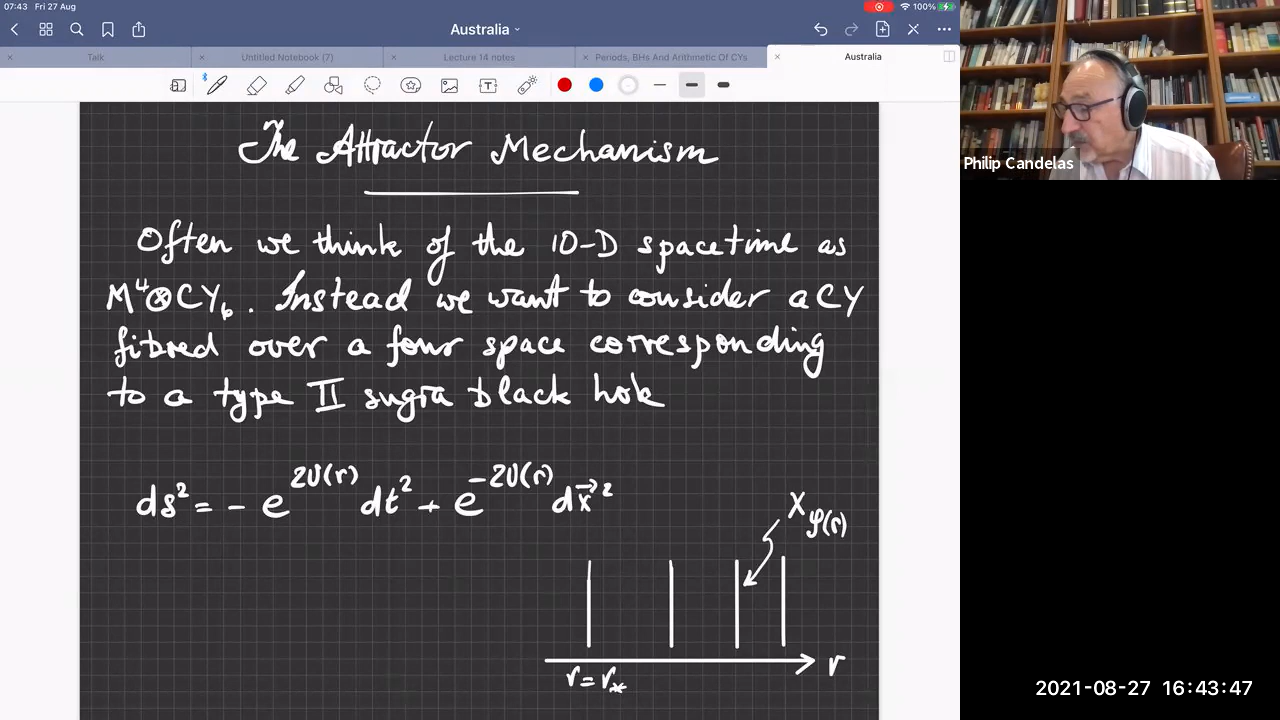 07:43 Fri 27 Aug
100%
Australia
Talk
Untitled Notebook (7)
Lecture 14 notes
Periods, BHs And Arithmetic Of CYs
Australia
The Attractor Mechanism
Often we think of the 10-D spacetime as
M⁴⊗CY₆. Instead we want to consider a CY
fibred over a four space corresponding
to a type II sugra black hole
ds² = - e^{2U(r)} dt² + e^{-2U(r)} dx⃗²
X_{φ(r)}
r
r = r_*
Philip Candelas
2021-08-27 16:43:47